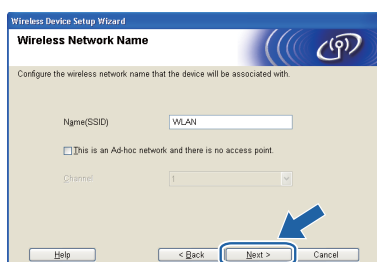 Wireless Device Setup Wizard
Wireless Network Name
Configure the wireless network name that the device will be associated with.
Name(SSID) WLAN
This is an Ad-hoc network and there is no access point.
Channel 1
Help < Back Next > Cancel